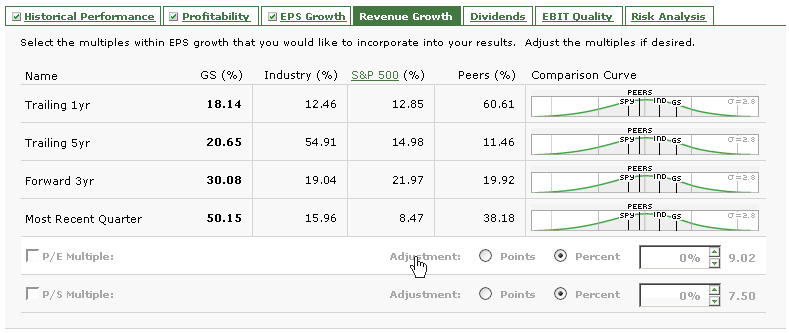 Historical Performance Profitability EPS Growth Revenue Growth Dividends EBIT Quality Risk Analysis
Select the multiples within EPS growth that you would like to incorporate into your results. Adjust the multiples if desired.
Name GS (%) Industry (%) S&P 500 (%) Peers (%) Comparison Curve
Trailing 1yr 18.14 12.46 12.85 60.61
PEERS
SPY IND GS σ=2.8
Trailing 5yr 20.65 54.91 14.98 11.46
PEERS
SPY IND GS σ=2.8
Forward 3yr 30.08 19.04 21.97 19.92
PEERS
SPY IND GS σ=2.8
Most Recent Quarter 50.15 15.96 8.47 38.18
PEERS
SPY IND GS σ=2.8
P/E Multiple: Adjustment: Points Percent 0% 9.02
P/S Multiple: Adjustment: Points Percent 0% 7.50